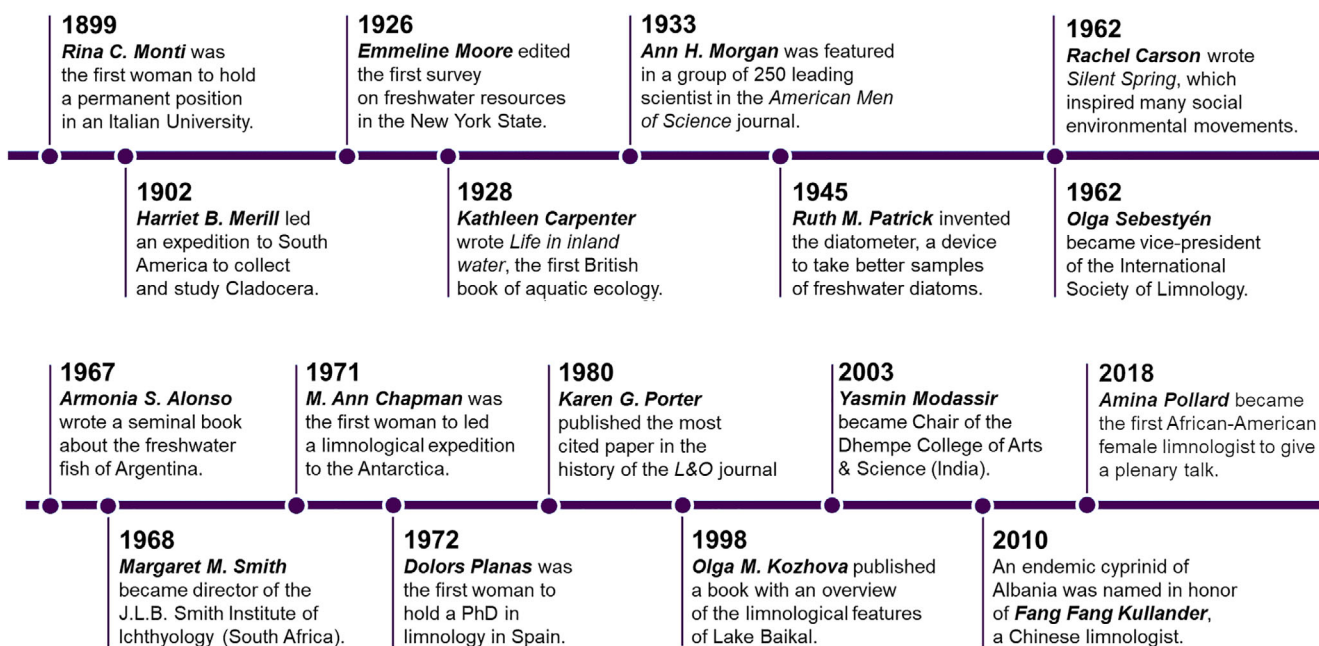 1899
Rina C. Monti was
the first woman to hold
a permanent position
in an Italian University.
1902
Harriet B. Merill led
an expedition to South
America to collect
and study Cladocera.
1926
Emmeline Moore edited
the first survey
on freshwater resources
in the New York State.
1928
Kathleen Carpenter
wrote Life in inland
water, the first British
book of aquatic ecology.
1933
Ann H. Morgan was featured
in a group of 250 leading
scientist in the American Men
of Science journal.
1945
Ruth M. Patrick invented
the diatometer, a device
to take better samples
of freshwater diatoms.
1962
Rachel Carson wrote
Silent Spring, which
inspired many social
environmental movements.
1962
Olga Sebestyén
became vice-president
of the International
Society of Limnology.
1967
Armonia S. Alonso
wrote a seminal book
about the freshwater
fish of Argentina.
1968
Margaret M. Smith
became director of the
J.L.B. Smith Institute of
Ichthyology (South Africa).
1971
M. Ann Chapman was
the first woman to led
a limnological expedition
to the Antarctica.
1972
Dolors Planas was
the first woman to
hold a PhD in
limnology in Spain.
1980
Karen G. Porter
published the most
cited paper in the
history of the L&O journal
1998
Olga M. Kozhova published
a book with an overview
of the limnological features
of Lake Baikal.
2003
Yasmin Modassir
became Chair of the
Dhempe College of Arts
& Science (India).
2010
An endemic cyprinid of
Albania was named in honor
of Fang Fang Kullander,
a Chinese limnologist.
2018
Amina Pollard became
the first African-American
female limnologist to give
a plenary talk.